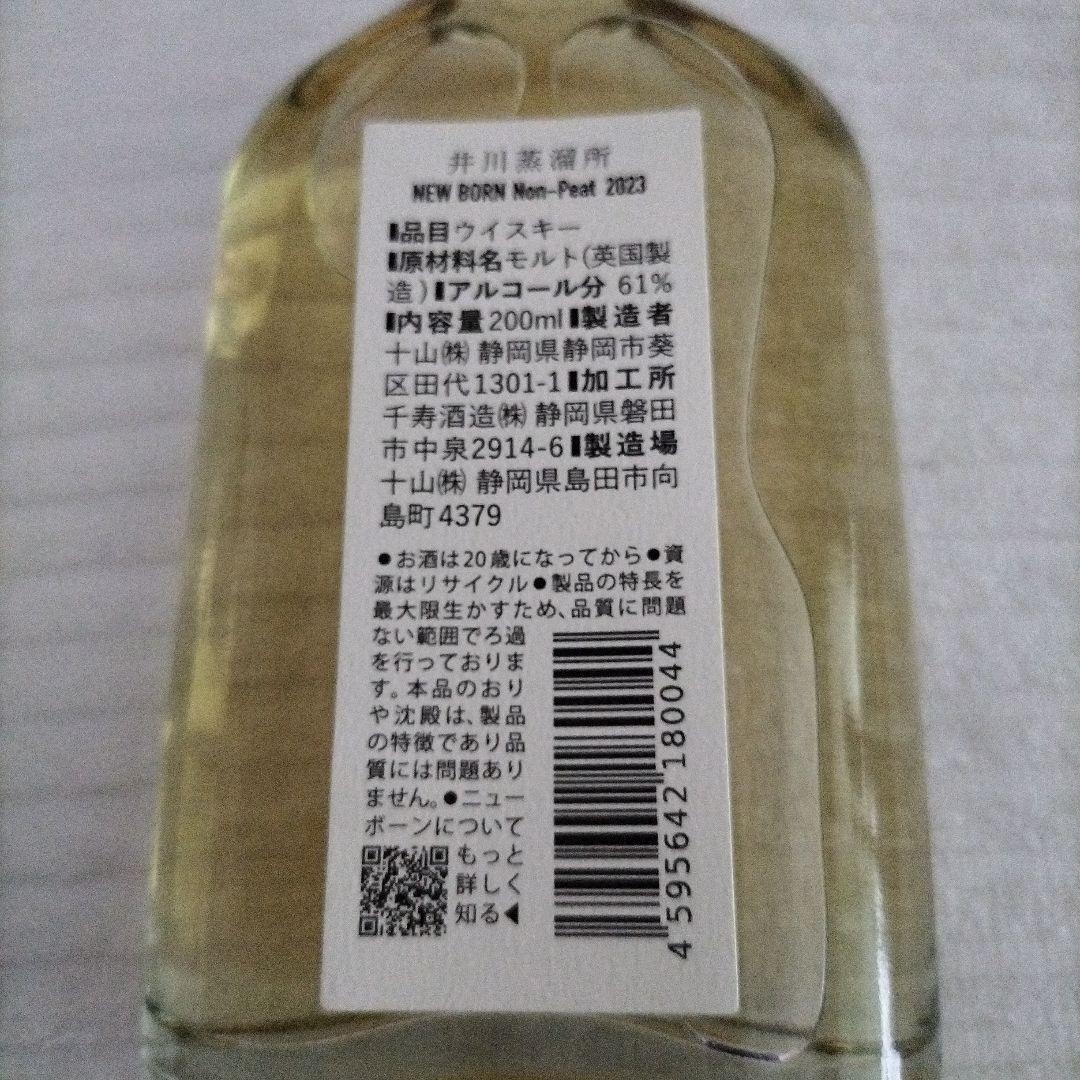 井川蒸溜所
NEW BORN Non-Peat 2023
▮品目ウイスキー
▮原材料名モルト(英国製
造)▮アルコール分 61%
▮内容量200ml▮製造者
十山㈱ 静岡県静岡市葵
区田代1301-1▮加工所
千寿酒造㈱ 静岡県磐田
市中泉2914-6▮製造場
十山㈱ 静岡県島田市向
島町4379
●お酒は20歳になってから●資
源はリサイクル●製品の特長を
最大限生かすため、品質に問題
ない範囲でろ過
を行っておりま
す。本品のおり
や沈殿は、製品
の特徴であり品
質には問題あり
ません。●ニュー
ボーンについて
もっと
詳しく
知る◀
4595642180044